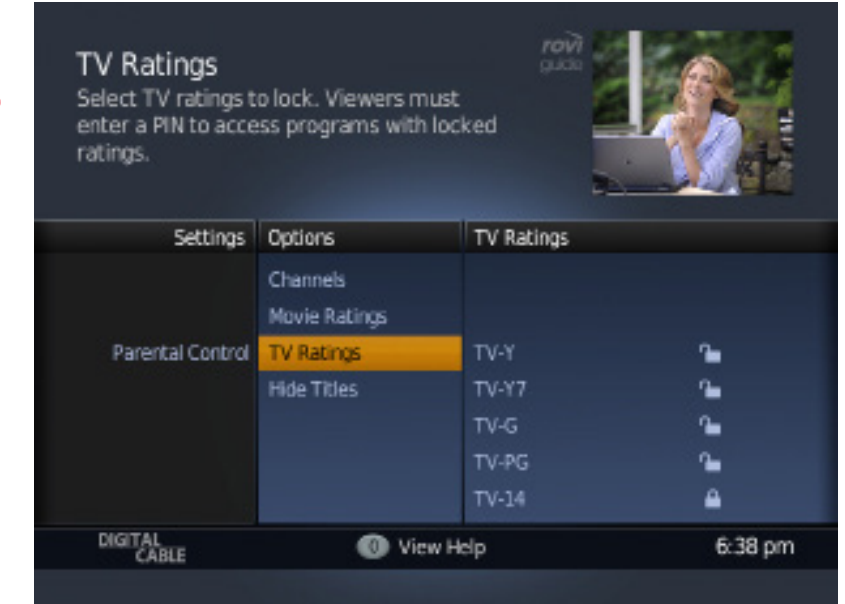 TV Ratings
rovi
guide
Select TV ratings to lock. Viewers must
enter a PIN to access programs with locked
ratings.
Settings Options TV Ratings
Channels
Movie Ratings
Parental Control TV Ratings TV-Y
Hide Titles TV-Y7
TV-G
TV-PG
TV-14
DIGITAL
CABLE
0 View Help 6:38 pm